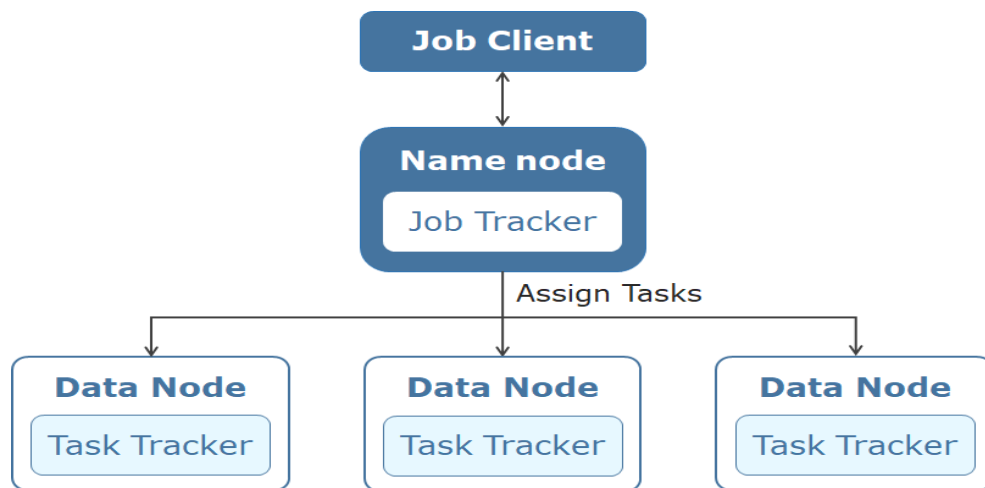 Job Client
Name node
Job Tracker
Assign Tasks
Data Node
Task Tracker
Data Node
Task Tracker
Data Node
Task Tracker